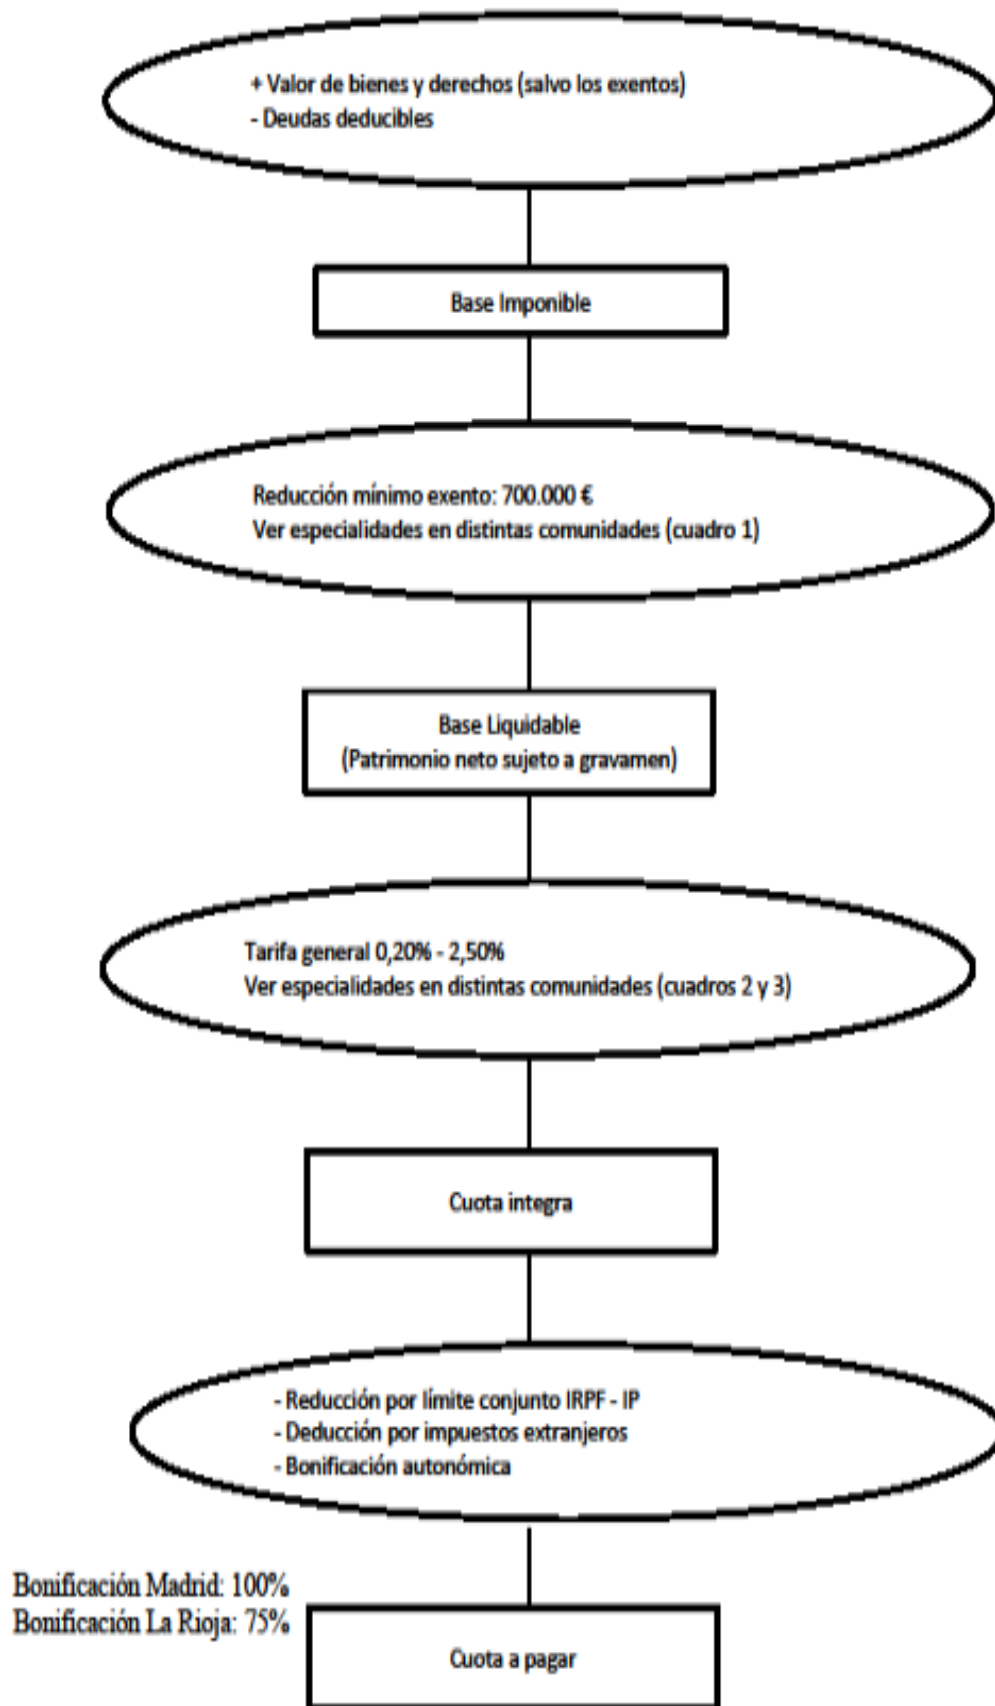 + Valor de bienes y derechos (salvo los exentos)
- Deudas deducibles
Base Imponible
Reducción mínimo exento: 700.000 €
Ver especialidades en distintas comunidades (cuadro 1)
Base Liquidable
(Patrimonio neto sujeto a gravamen)
Tarifa general 0,20% - 2,50%
Ver especialidades en distintas comunidades (cuadros 2 y 3)
Cuota integra
- Reducción por límite conjunto IRPF - IP
- Deducción por impuestos extranjeros
- Bonificación autonómica
Bonificación Madrid: 100%
Bonificación La Rioja: 75%
Cuota a pagar